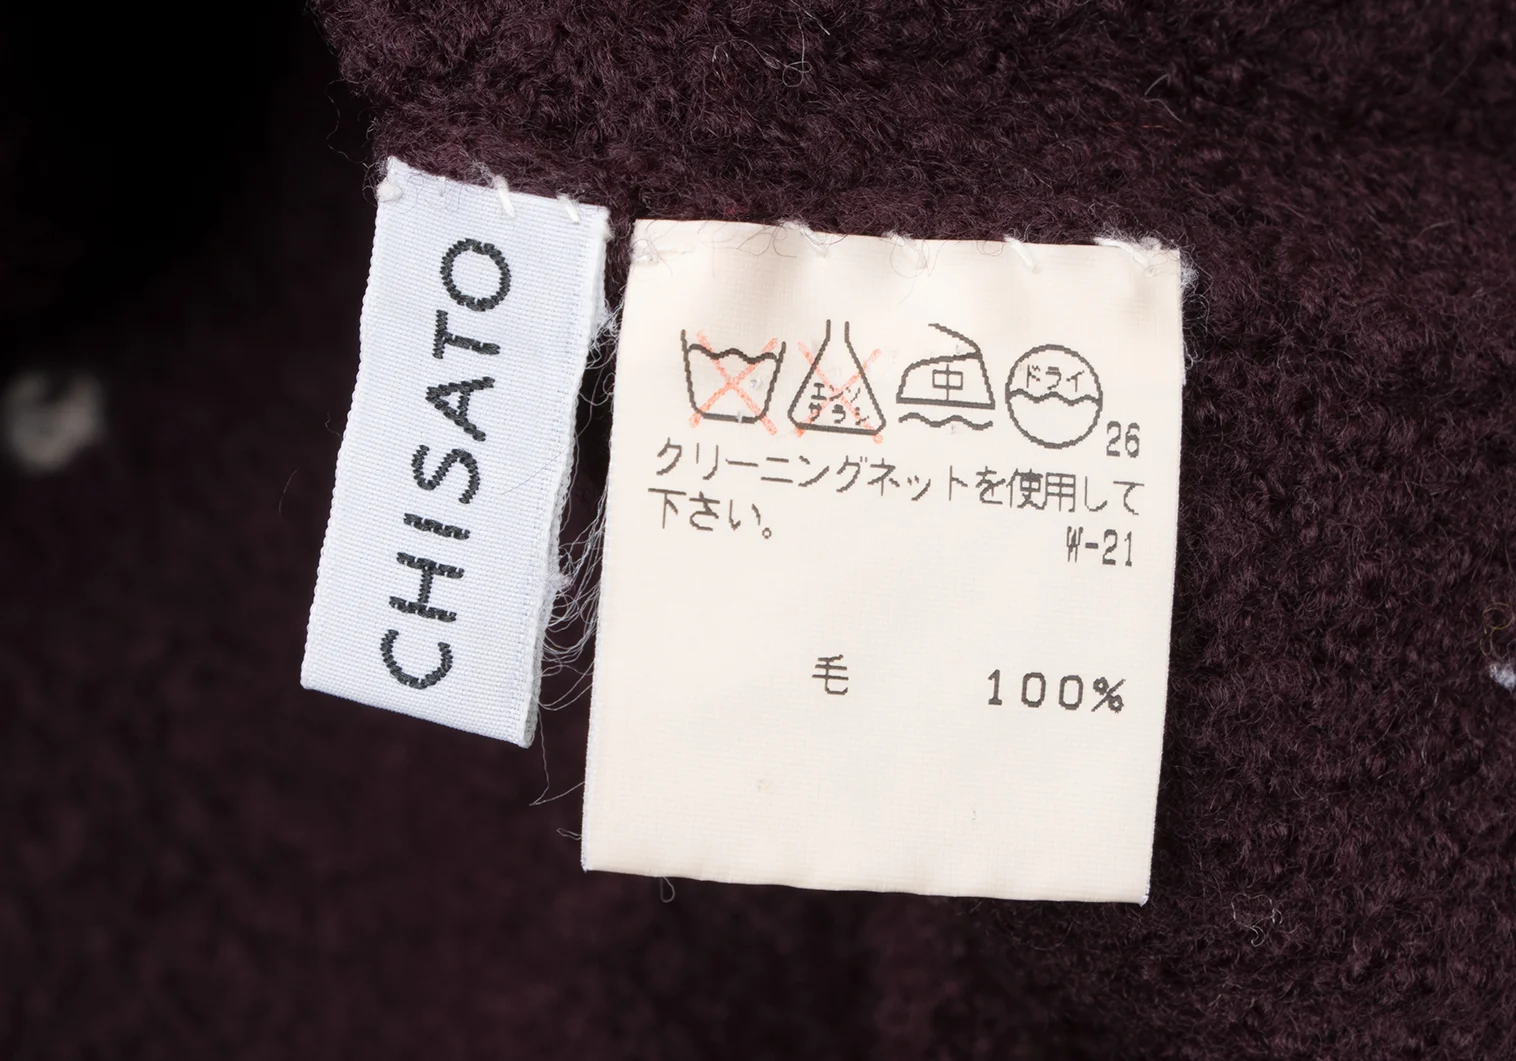 CHISATO
エンソ
サラシ
中
ドライ
26
クリーニングネットを使用して
下さい。
W-21
毛 100%